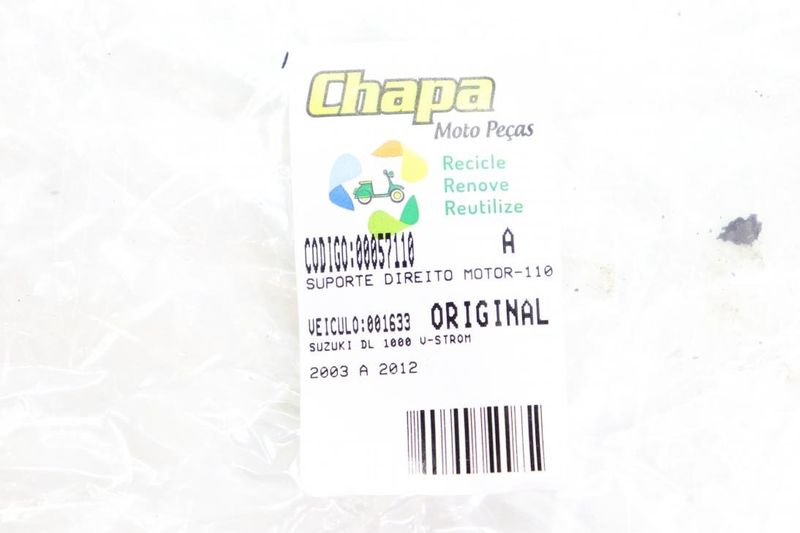 Chapa
Moto Peças
Recicle
Renove
Reutilize
CODIGO:00057110 A
SUPORTE DIREITO MOTOR-110
VEICULO:001633 ORIGINAL
SUZUKI DL 1000 V-STROM
2003 A 2012